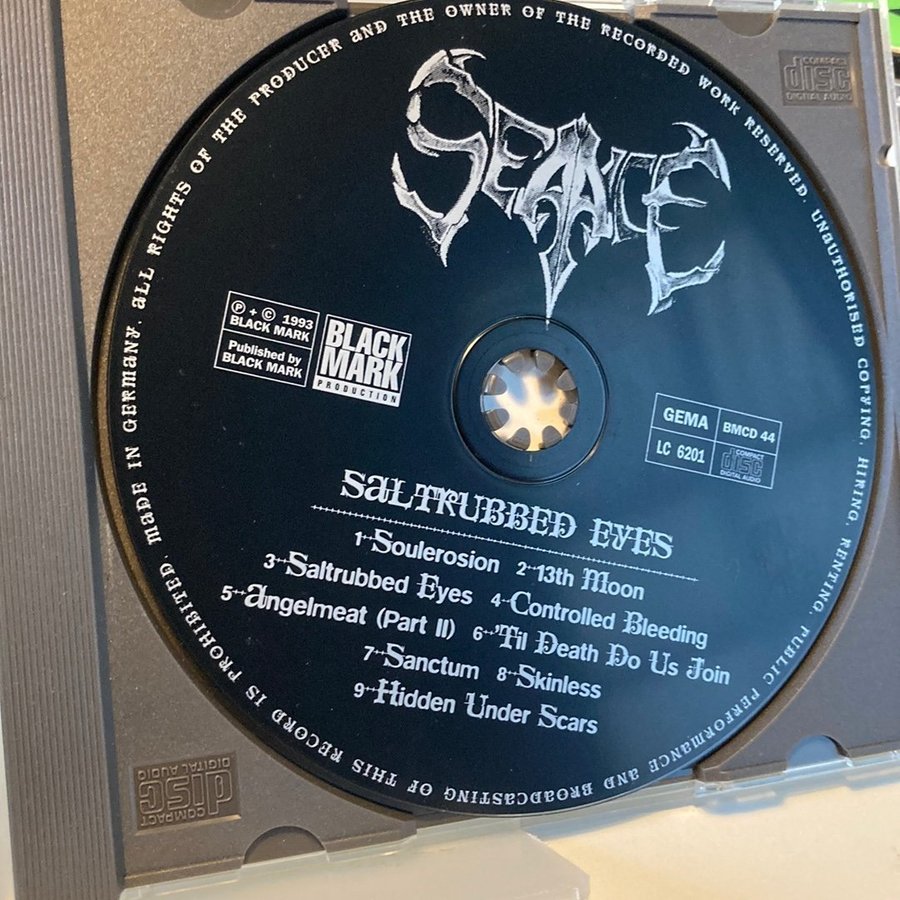 SEANCE
MADE IN GERMANY. ALL RIGHTS OF THE PRODUCER AND THE OWNER OF THE RECORDED WORK RESERVED. UNAUTHORISED COPYING, HIRING, RENTING, PUBLIC PERFORMANCE AND BROADCASTING OF THIS RECORD IS PROHIBITED.
COMPACT
disc
DIGITAL AUDIO
℗ + © 1993
BLACK MARK
Published by
BLACK MARK
BLACK
MARK
PRODUCTION
GEMA
BMCD 44
LC 6201
COMPACT
disc
DIGITAL AUDIO
SALTRUBBED EYES
1 Soulerosion 2 13th Moon
3 Saltrubbed Eyes 4 Controlled Bleeding
5 Angelmeat (Part II) 6 'Til Death Do Us Join
7 Sanctum 8 Skinless
9 Hidden Under Scars
COMPACT
disc
DIGITAL AUDIO